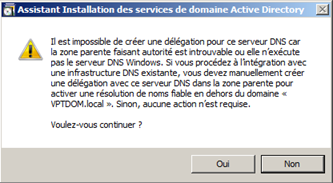 Assistant Installation des services de domaine Active Directory
Il est impossible de créer une délégation pour ce serveur DNS car
la zone parente faisant autorité est introuvable ou elle n'exécute
pas le serveur DNS Windows. Si vous procédez à l'intégration avec
une infrastructure DNS existante, vous devez manuellement créer
une délégation avec ce serveur DNS dans la zone parente pour
activer une résolution de noms fiable en dehors du domaine «
VPTDOM.local ». Sinon, aucune action n'est requise.
Voulez-vous continuer ?
Oui
Non